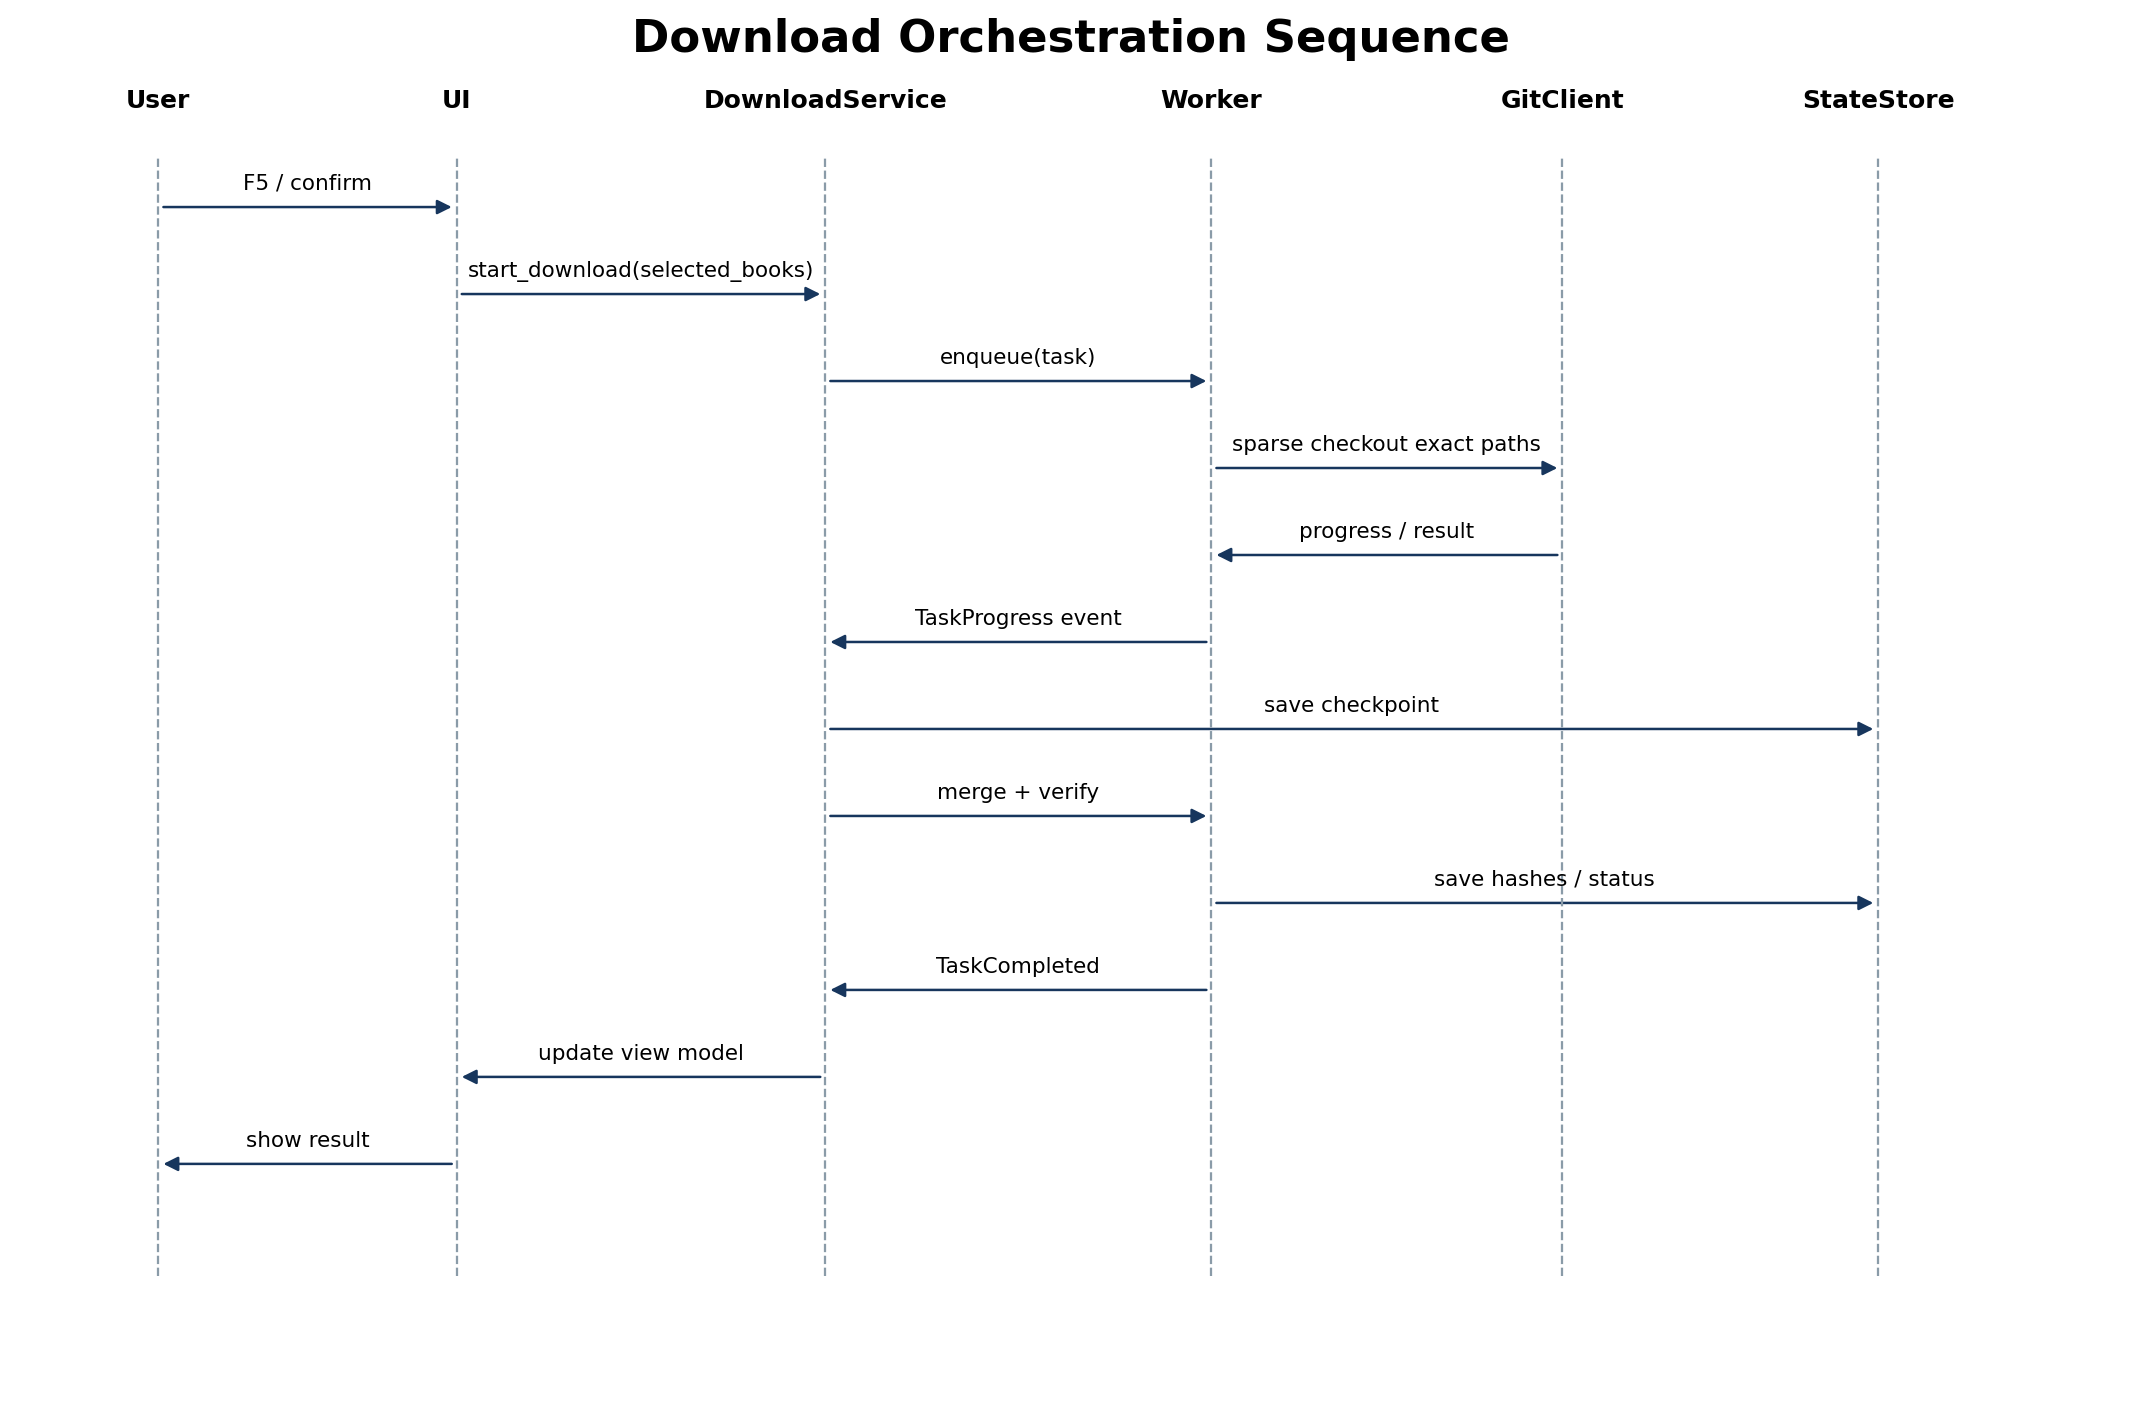 Download Orchestration Sequence
User UI DownloadService Worker GitClient StateStore
F5 / confirm
start_download(selected_books)
enqueue(task)
sparse checkout exact paths
progress / result
TaskProgress event
save checkpoint
merge + verify
save hashes / status
TaskCompleted
update view model
show result